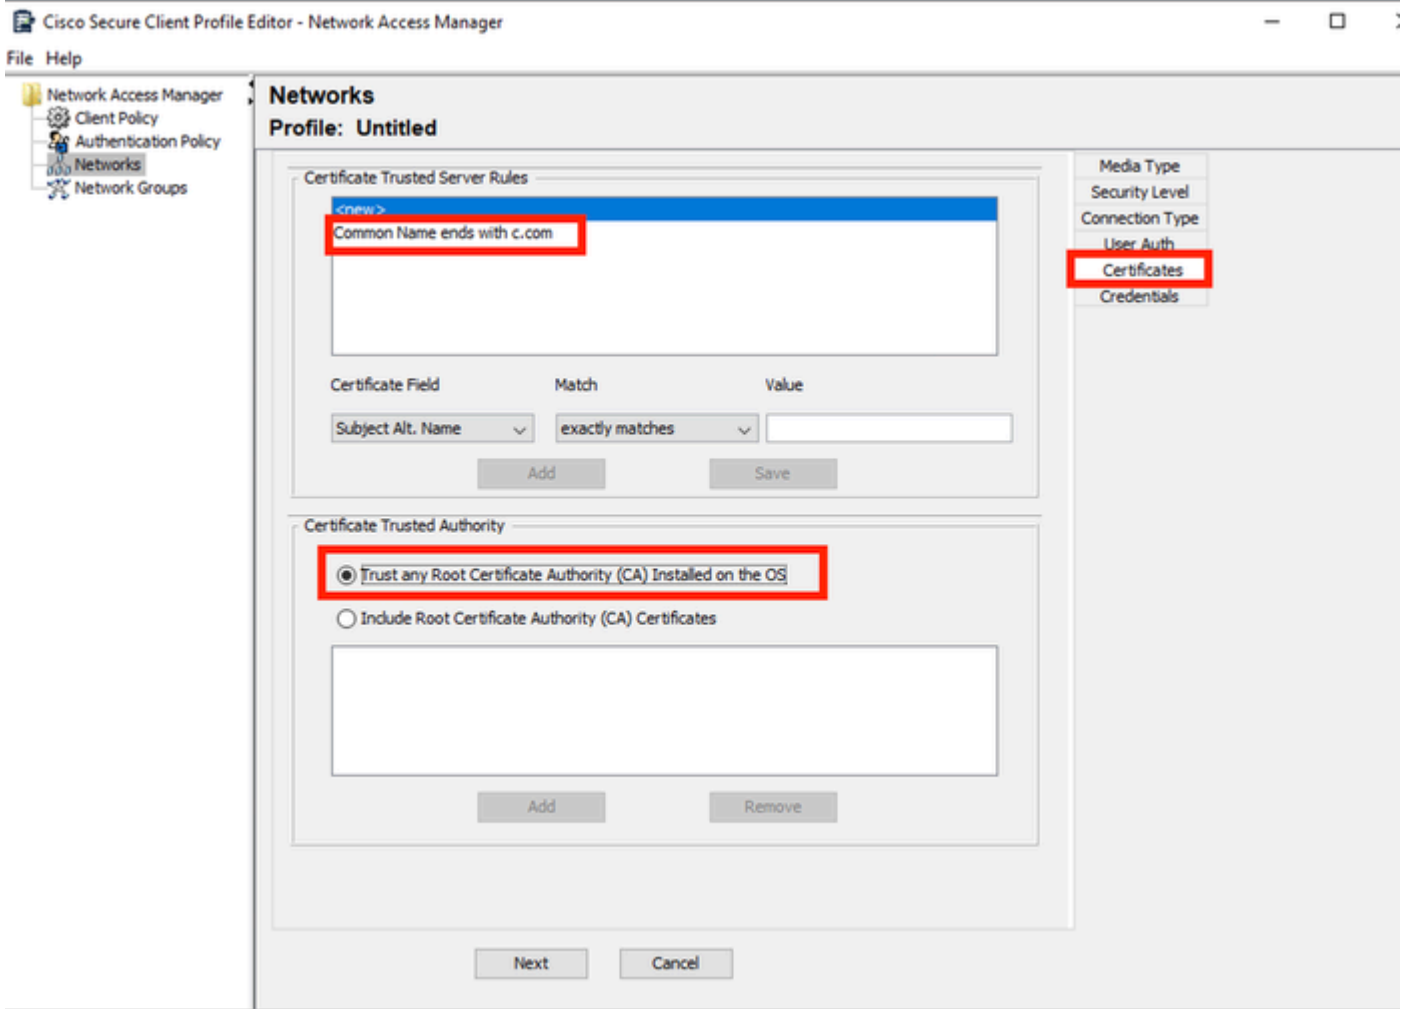 Cisco Secure Client Profile Editor - Network Access Manager
File Help
Network Access Manager
Client Policy
Authentication Policy
Networks
Network Groups
Networks
Profile: Untitled
Certificate Trusted Server Rules
<new>
Common Name ends with c.com
Certificate Field Match Value
Subject Alt. Name exactly matches
Add Save
Certificate Trusted Authority
Trust any Root Certificate Authority (CA) Installed on the OS
Include Root Certificate Authority (CA) Certificates
Add Remove
Next Cancel
Media Type
Security Level
Connection Type
User Auth
Certificates
Credentials